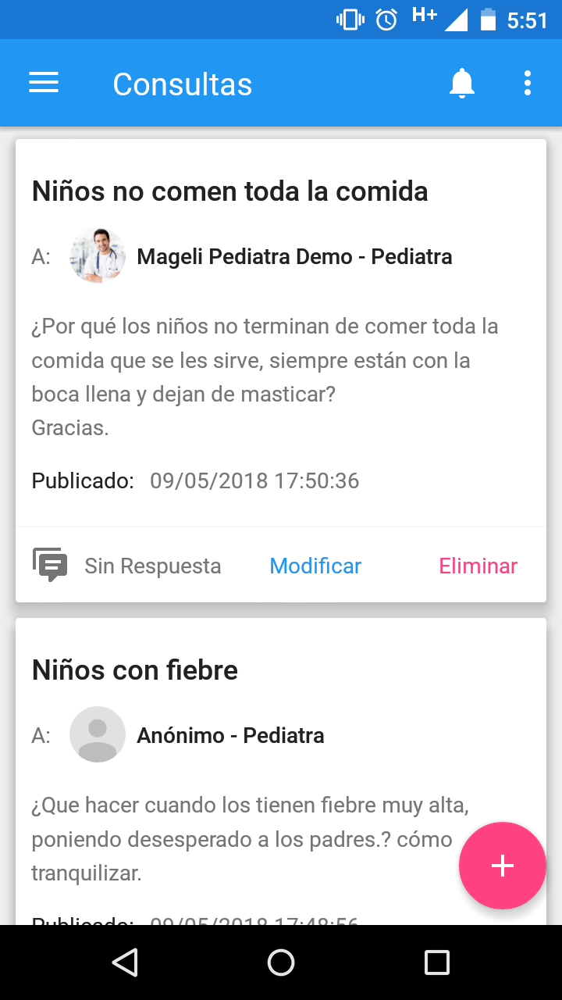 H+ 5:51
Consultas
Niños no comen toda la comida
A: Mageli Pediatra Demo - Pediatra
¿Por qué los niños no terminan de comer toda la
comida que se les sirve, siempre están con la
boca llena y dejan de masticar?
Gracias.
Publicado: 09/05/2018 17:50:36
Sin Respuesta Modificar Eliminar
Niños con fiebre
A: Anónimo - Pediatra
¿Que hacer cuando los tienen fiebre muy alta,
poniendo desesperado a los padres.? cómo
tranquilizar.
Publicado: 09/05/2018 17:48:56